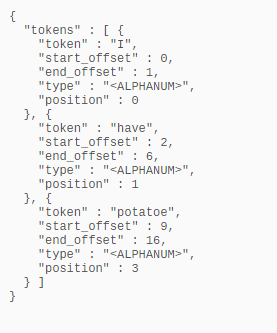 {
  "tokens" : [ {
    "token" : "I",
    "start_offset" : 0,
    "end_offset" : 1,
    "type" : "<ALPHANUM>",
    "position" : 0
  }, {
    "token" : "have",
    "start_offset" : 2,
    "end_offset" : 6,
    "type" : "<ALPHANUM>",
    "position" : 1
  }, {
    "token" : "potatoe",
    "start_offset" : 9,
    "end_offset" : 16,
    "type" : "<ALPHANUM>",
    "position" : 3
  } ]
}